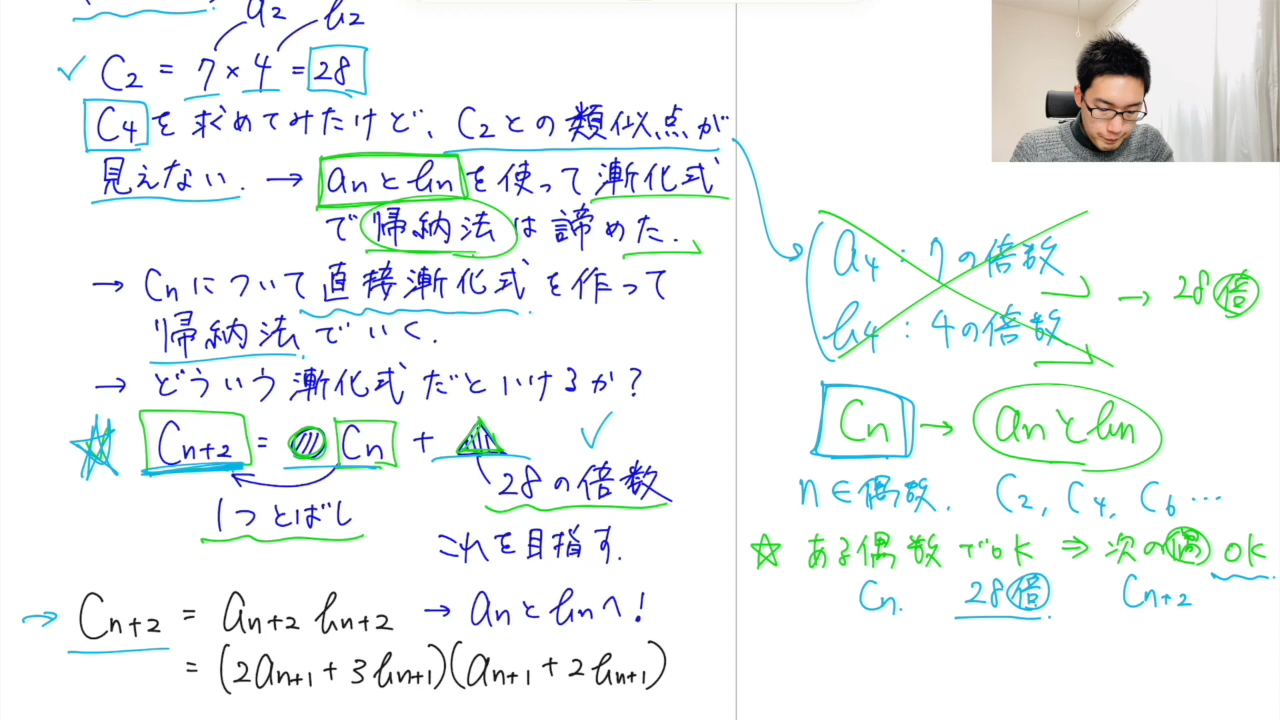 a2 b2
✓ C2 = 7 × 4 = 28
C4を求めてみたけど、C2との類似点が
見えない. → anとbnを使って漸化式
で帰納法は諦めた.
→ Cnについて直接漸化式を作って
帰納法でいく.
→ どういう漸化式だといけるか?
☆ Cn+2 = ● Cn + ▲ ✓
28の倍数
1つとばし
これを目指す.
→ Cn+2 = an+2 bn+2 → anとbnへ!
= (2an+1 + 3bn+1)(an+1 + 2bn+1)
a4 : 7の倍数
b4 : 4の倍数
→ 28倍
Cn → anとbn
n ∈ 偶数. C2, C4, C6 …
☆ ある偶数でok ⇒ 次の偶ok
Cn. 28倍. Cn+2